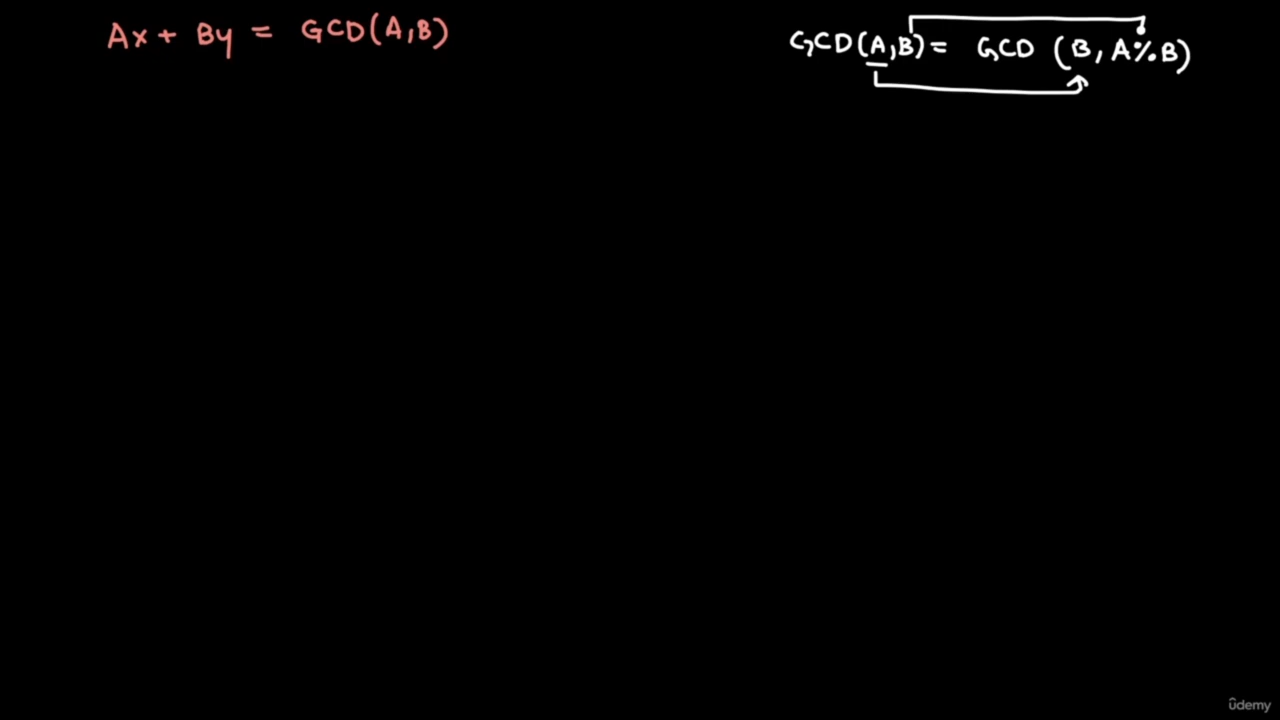 Ax + By = GCD(A,B)
GCD(A,B) = GCD (B, A%B)
ûdemy